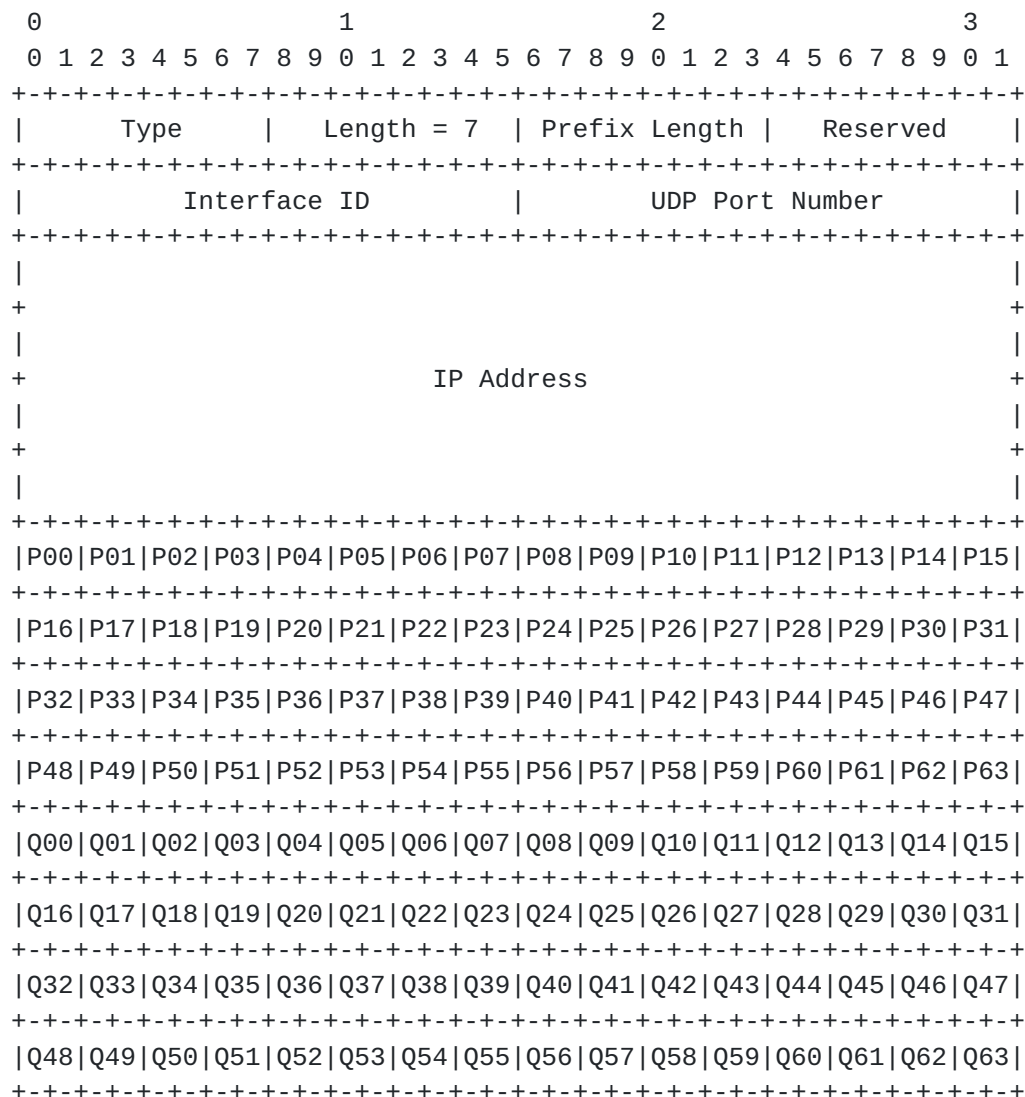 0                   1                   2                   3
 0 1 2 3 4 5 6 7 8 9 0 1 2 3 4 5 6 7 8 9 0 1 2 3 4 5 6 7 8 9 0 1
+-+-+-+-+-+-+-+-+-+-+-+-+-+-+-+-+-+-+-+-+-+-+-+-+-+-+-+-+-+-+-+-+
|      Type     |   Length = 7  | Prefix Length |   Reserved    |
+-+-+-+-+-+-+-+-+-+-+-+-+-+-+-+-+-+-+-+-+-+-+-+-+-+-+-+-+-+-+-+-+
|          Interface ID         |        UDP Port Number        |
+-+-+-+-+-+-+-+-+-+-+-+-+-+-+-+-+-+-+-+-+-+-+-+-+-+-+-+-+-+-+-+-+
|                                                               |
+                                                               +
|                                                               |
+                          IP Address                           +
|                                                               |
+                                                               +
|                                                               |
+-+-+-+-+-+-+-+-+-+-+-+-+-+-+-+-+-+-+-+-+-+-+-+-+-+-+-+-+-+-+-+-+
|P00|P01|P02|P03|P04|P05|P06|P07|P08|P09|P10|P11|P12|P13|P14|P15|
+-+-+-+-+-+-+-+-+-+-+-+-+-+-+-+-+-+-+-+-+-+-+-+-+-+-+-+-+-+-+-+-+
|P16|P17|P18|P19|P20|P21|P22|P23|P24|P25|P26|P27|P28|P29|P30|P31|
+-+-+-+-+-+-+-+-+-+-+-+-+-+-+-+-+-+-+-+-+-+-+-+-+-+-+-+-+-+-+-+-+
|P32|P33|P34|P35|P36|P37|P38|P39|P40|P41|P42|P43|P44|P45|P46|P47|
+-+-+-+-+-+-+-+-+-+-+-+-+-+-+-+-+-+-+-+-+-+-+-+-+-+-+-+-+-+-+-+-+
|P48|P49|P50|P51|P52|P53|P54|P55|P56|P57|P58|P59|P60|P61|P62|P63|
+-+-+-+-+-+-+-+-+-+-+-+-+-+-+-+-+-+-+-+-+-+-+-+-+-+-+-+-+-+-+-+-+
|Q00|Q01|Q02|Q03|Q04|Q05|Q06|Q07|Q08|Q09|Q10|Q11|Q12|Q13|Q14|Q15|
+-+-+-+-+-+-+-+-+-+-+-+-+-+-+-+-+-+-+-+-+-+-+-+-+-+-+-+-+-+-+-+-+
|Q16|Q17|Q18|Q19|Q20|Q21|Q22|Q23|Q24|Q25|Q26|Q27|Q28|Q29|Q30|Q31|
+-+-+-+-+-+-+-+-+-+-+-+-+-+-+-+-+-+-+-+-+-+-+-+-+-+-+-+-+-+-+-+-+
|Q32|Q33|Q34|Q35|Q36|Q37|Q38|Q39|Q40|Q41|Q42|Q43|Q44|Q45|Q46|Q47|
+-+-+-+-+-+-+-+-+-+-+-+-+-+-+-+-+-+-+-+-+-+-+-+-+-+-+-+-+-+-+-+-+
|Q48|Q49|Q50|Q51|Q52|Q53|Q54|Q55|Q56|Q57|Q58|Q59|Q60|Q61|Q62|Q63|
+-+-+-+-+-+-+-+-+-+-+-+-+-+-+-+-+-+-+-+-+-+-+-+-+-+-+-+-+-+-+-+-+